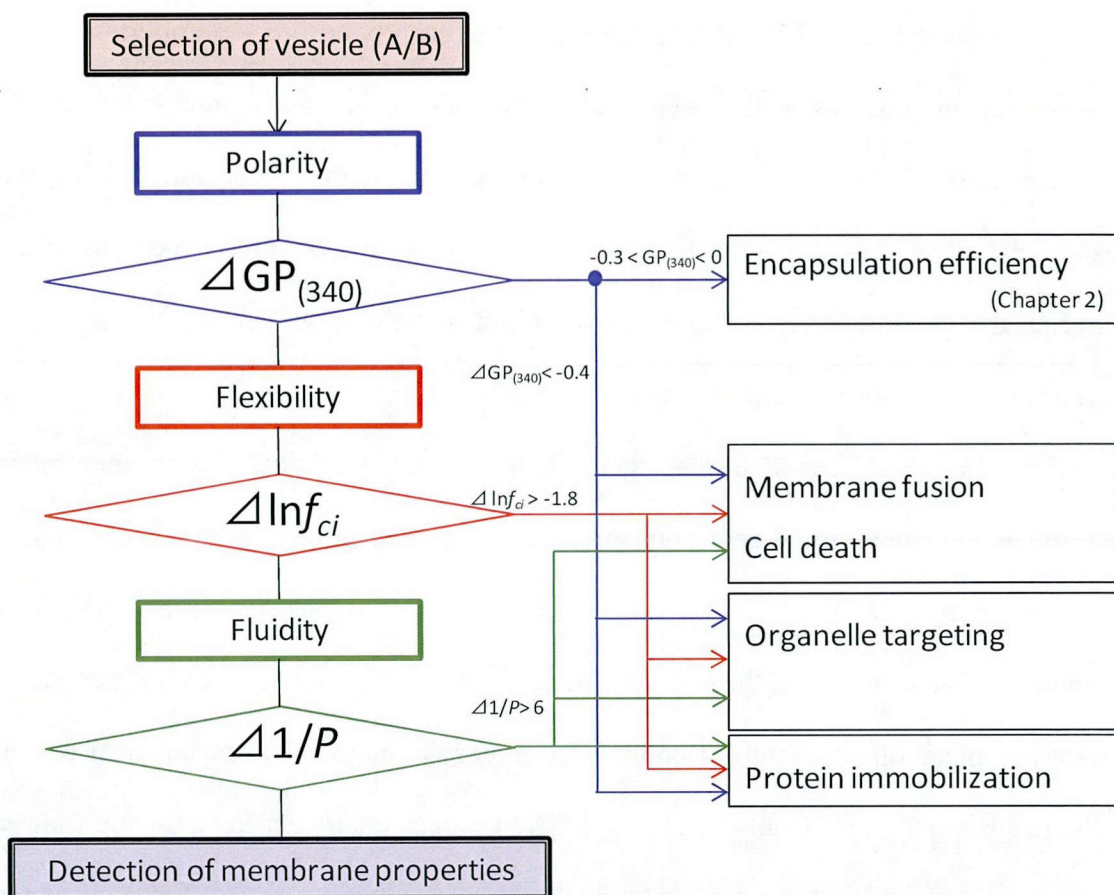 Selection of vesicle (A/B)
Polarity
⊿GP(340)
-0.3 < GP(340)< 0
Encapsulation efficiency
(Chapter 2)
⊿GP(340)< -0.4
Flexibility
⊿lnfci
⊿lnfci > -1.8
Membrane fusion
Cell death
Fluidity
Organelle targeting
⊿1/P
⊿1/P> 6
Protein immobilization
Detection of membrane properties